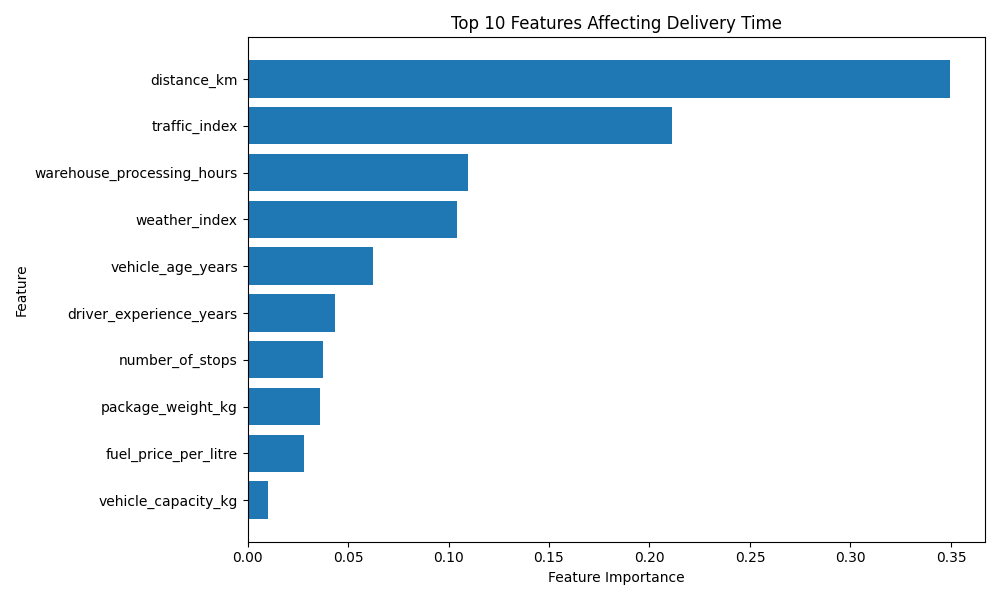 Top 10 Features Affecting Delivery Time
distance_km
traffic_index
warehouse_processing_hours
weather_index
vehicle_age_years
driver_experience_years
number_of_stops
package_weight_kg
fuel_price_per_litre
vehicle_capacity_kg
Feature
0.00 0.05 0.10 0.15 0.20 0.25 0.30 0.35
Feature Importance